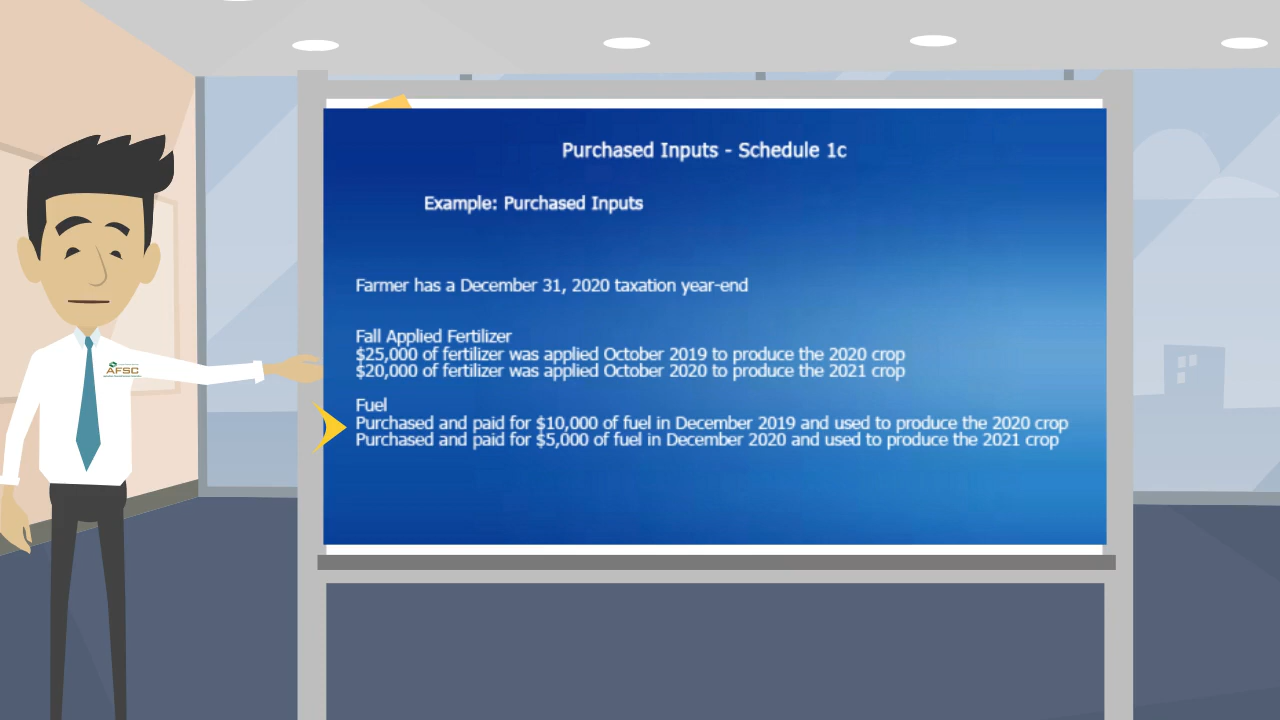 Purchased Inputs - Schedule 1c
Example: Purchased Inputs
Farmer has a December 31, 2020 taxation year-end
Fall Applied Fertilizer
$25,000 of fertilizer was applied October 2019 to produce the 2020 crop
$20,000 of fertilizer was applied October 2020 to produce the 2021 crop
Fuel
Purchased and paid for $10,000 of fuel in December 2019 and used to produce the 2020 crop
Purchased and paid for $5,000 of fuel in December 2020 and used to produce the 2021 crop
AFSC